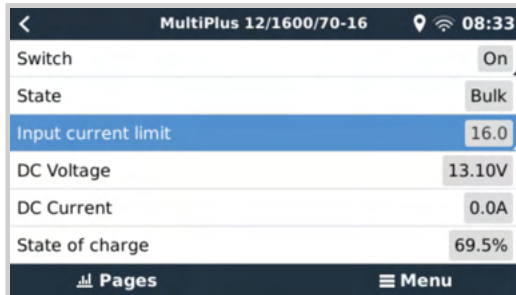 MultiPlus 12/1600/70-16 08:33
Switch On
State Bulk
Input current limit 16.0
DC Voltage 13.10V
DC Current 0.0A
State of charge 69.5%
Pages Menu